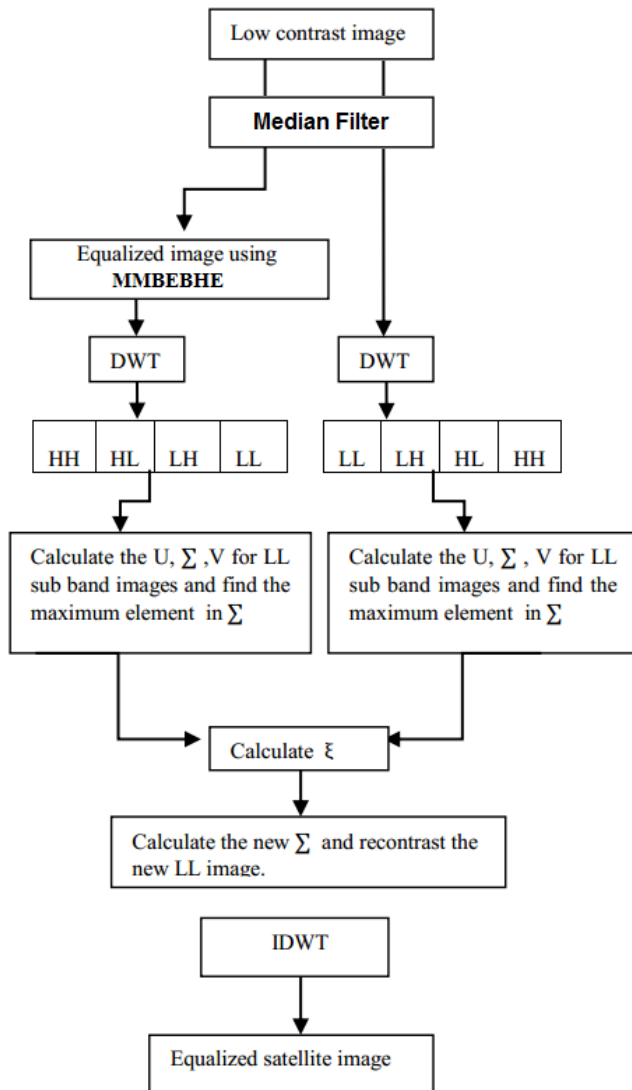 Low contrast image
Median Filter
Equalized image using
MMBEBHE
DWT
DWT
HH HL LH LL
LL LH HL HH
Calculate the U, ∑ ,V for LL
sub band images and find the
maximum element in ∑
Calculate the U, ∑ , V for LL
sub band images and find the
maximum element in ∑
Calculate ξ
Calculate the new ∑ and recontrast the
new LL image.
IDWT
Equalized satellite image